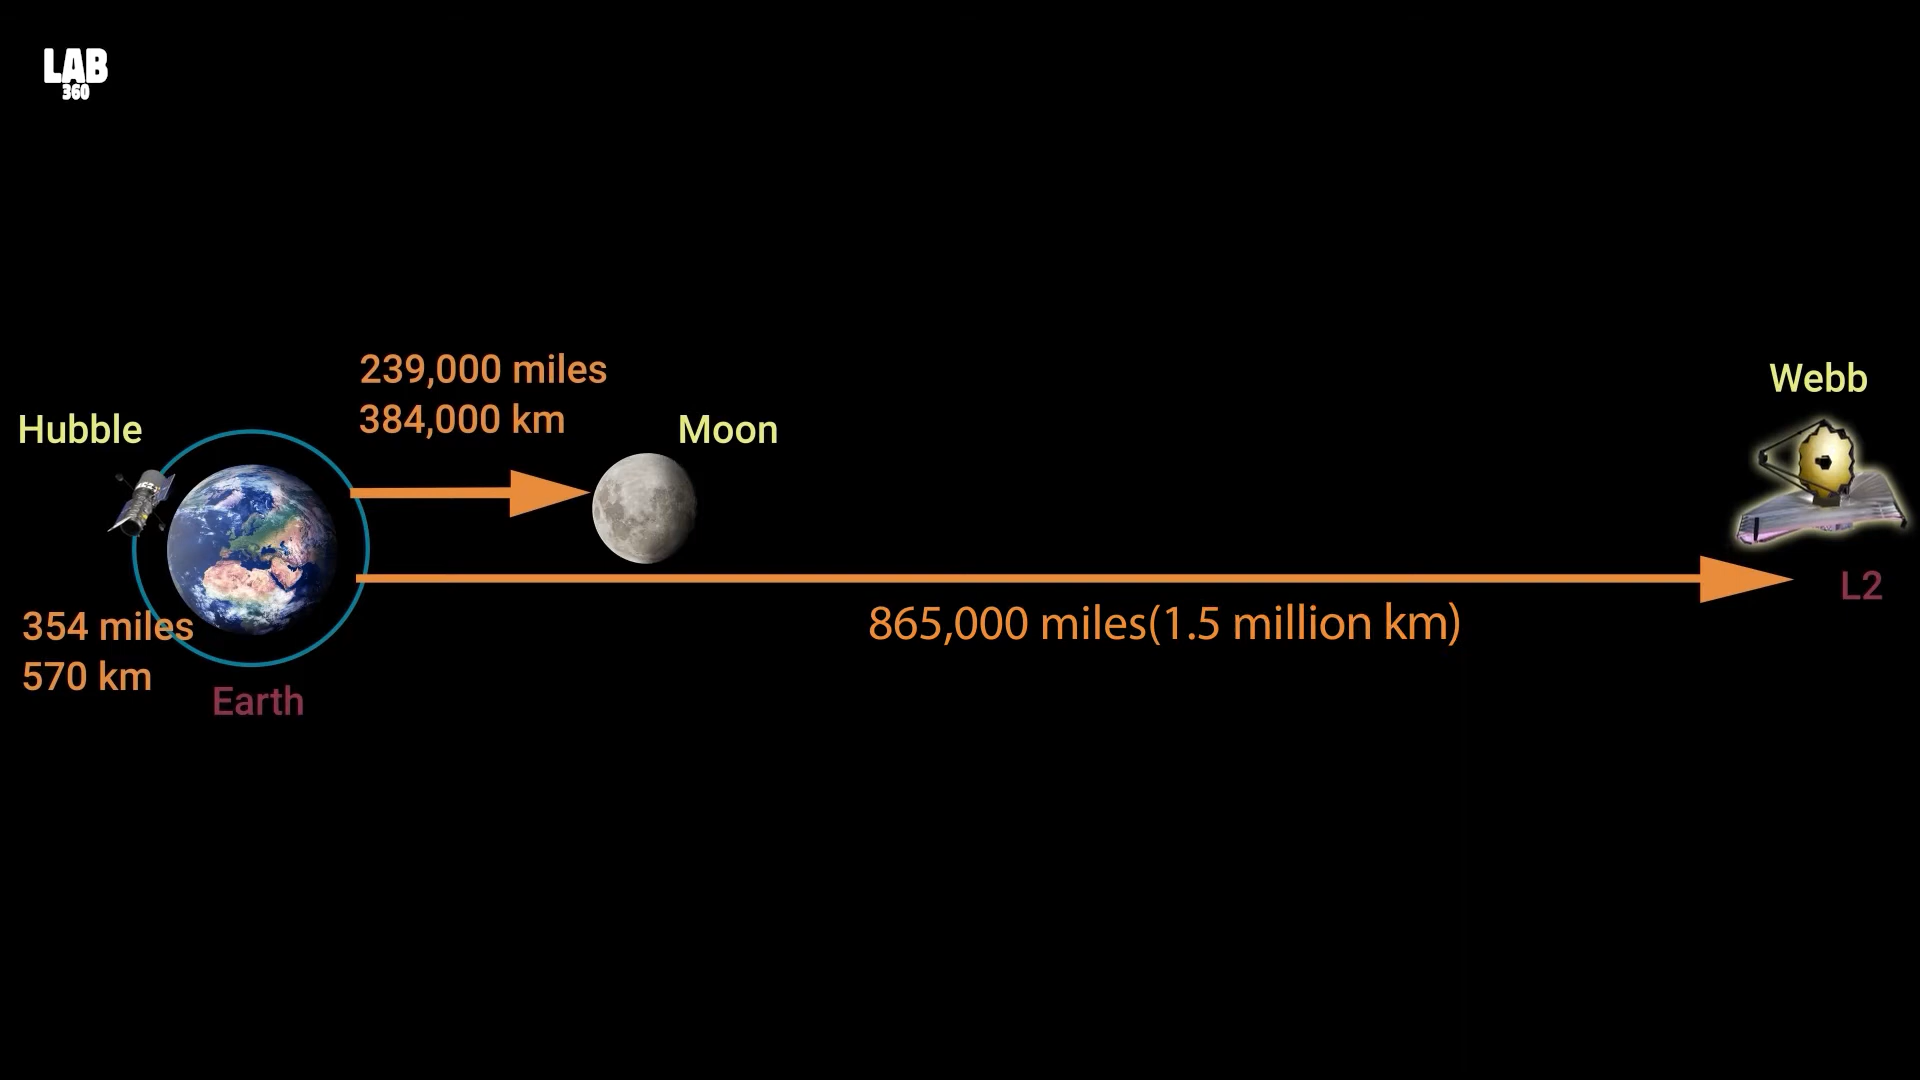 LAB
360
239,000 miles
384,000 km
Hubble
Moon
Webb
354 miles
570 km
Earth
865,000 miles(1.5 million km)
L2